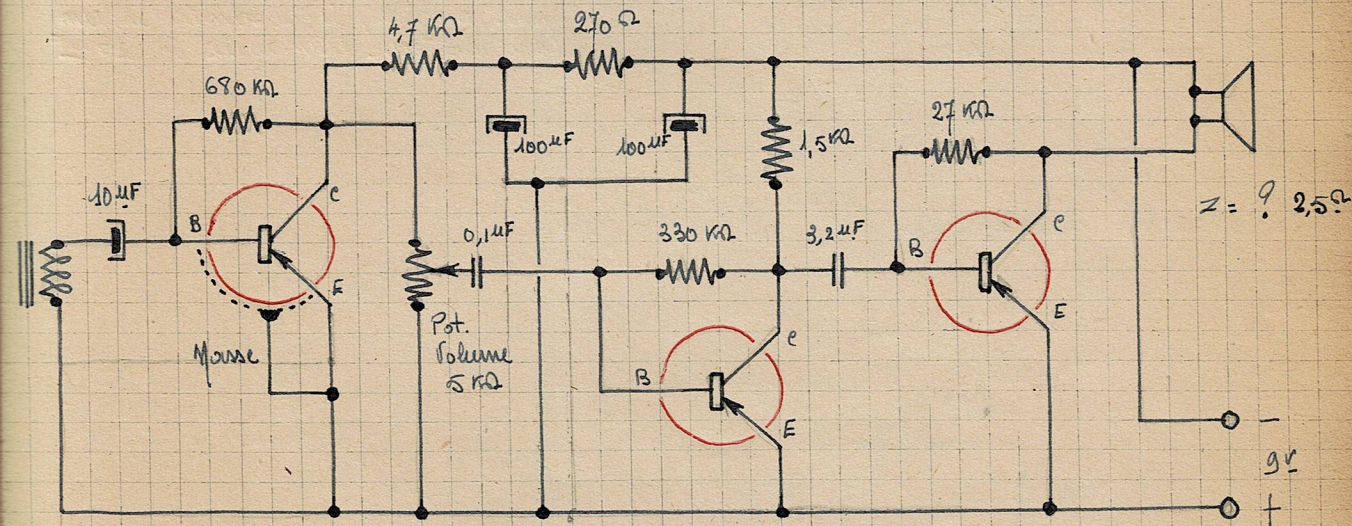 4,7 KΩ
270 Ω
680 KΩ
100 µF
100 µF
1,5 KΩ
27 KΩ
10 µF
Z = ? 2,5 Ω
B
C
E
0,1 µF
330 KΩ
3,2 µF
B
C
E
Masse
Pot.
Volume
5 KΩ
B
C
E
-
9v
+